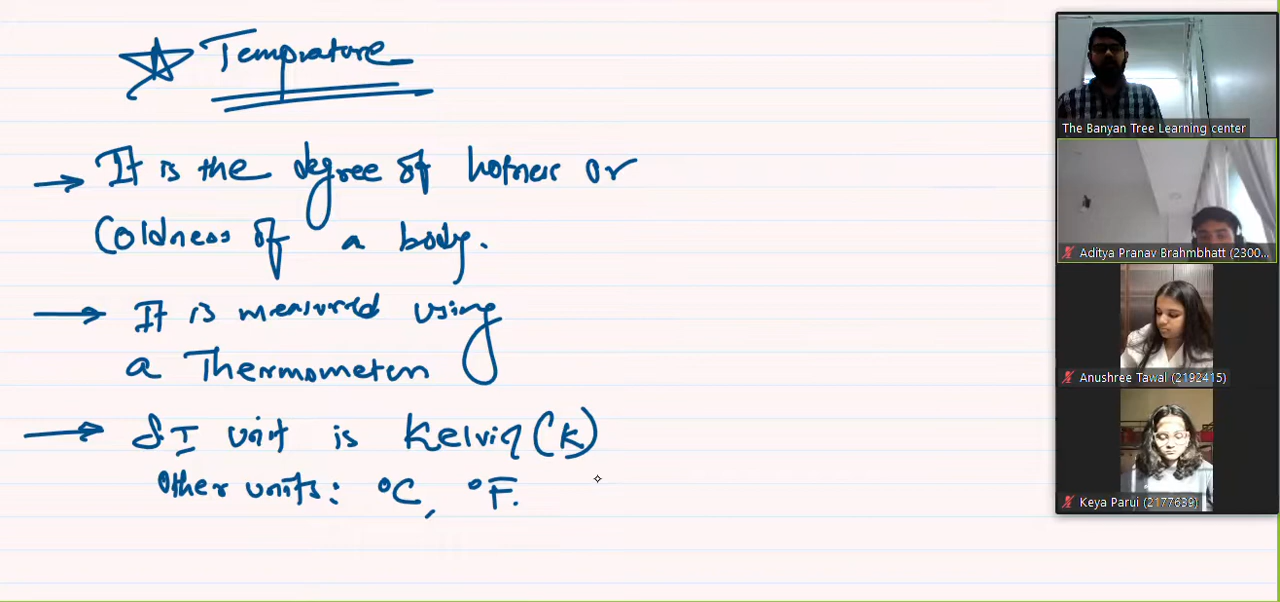 Temprature
→ It is the degree of hotness or
Coldness of a body.
→ It is measured using
a Thermometer
→ SI unit is Kelvin (K)
Other units: °C, °F.
The Banyan Tree Learning center
Aditya Pranav Brahmbhatt (2300...
Anushree Tawal (2192415)
Keya Parui (2177639)